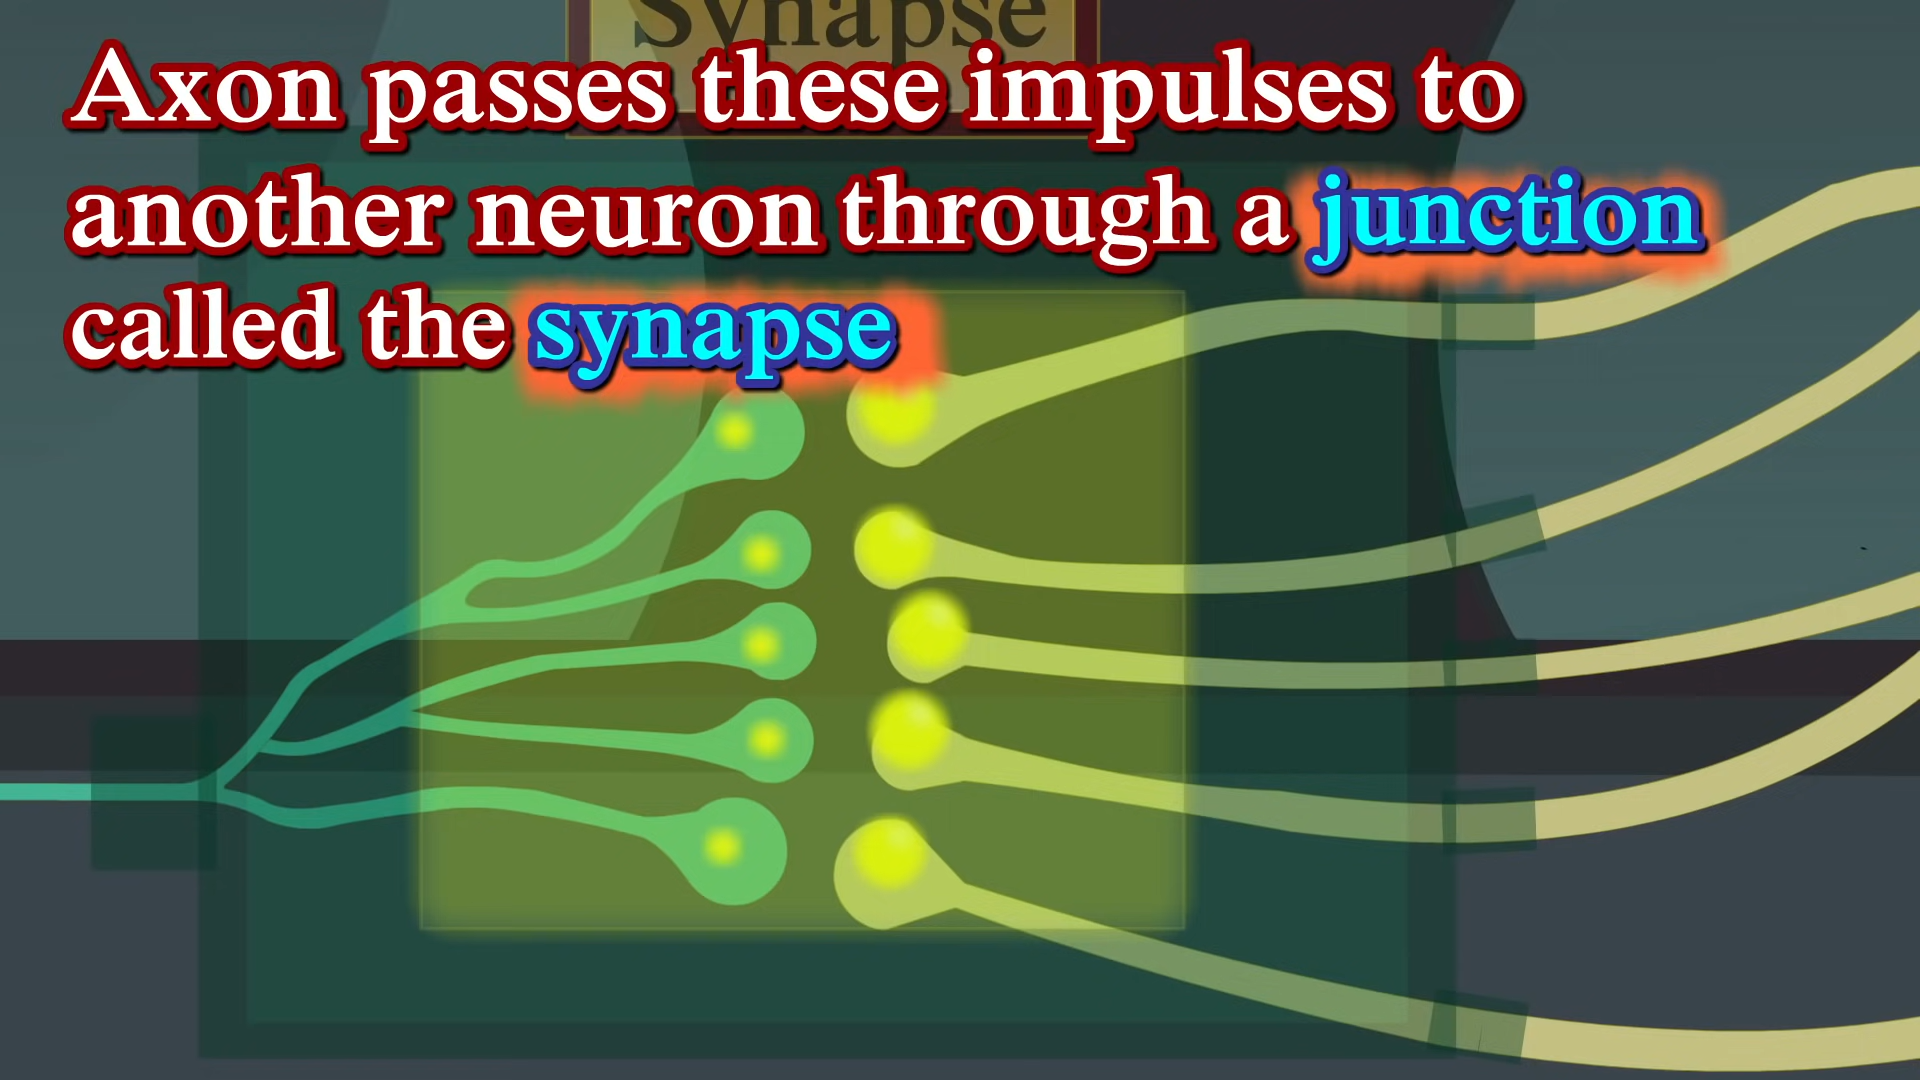 Synapse
Axon passes these impulses to
another neuron through a junction
called the synapse